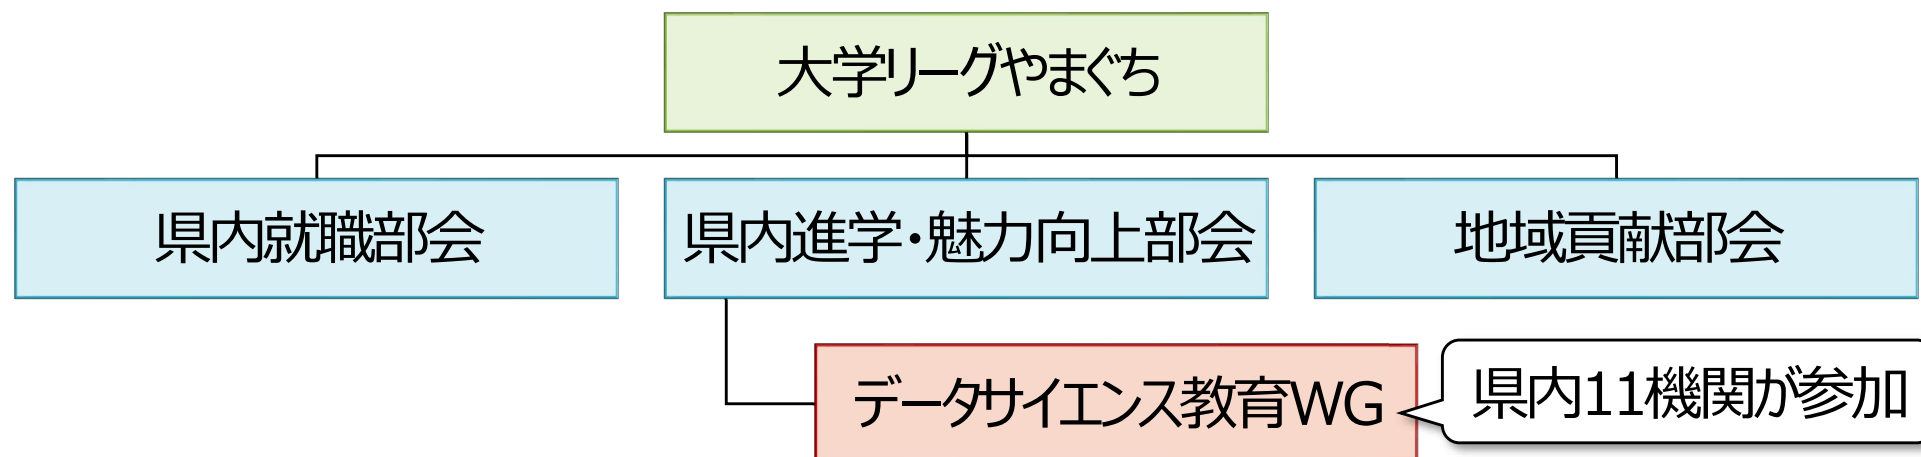 大学リーグやまぐち
県内就職部会
県内進学・魅力向上部会
地域貢献部会
データサイエンス教育WG
県内11機関が参加